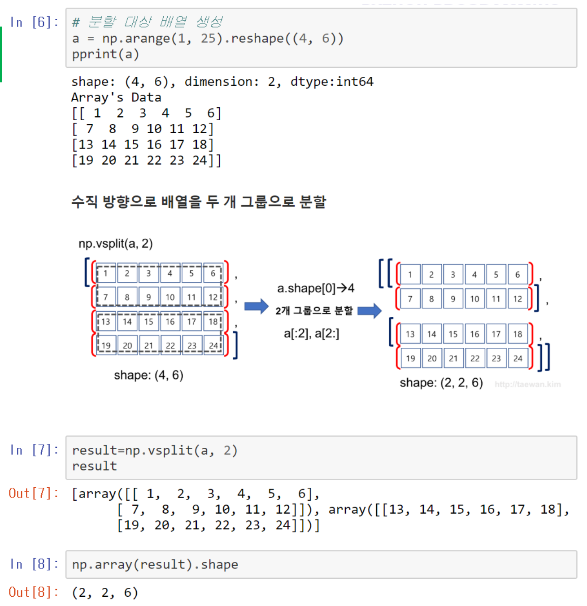 In [6]: # 분할 대상 배열 생성
a = np.arange(1, 25).reshape((4, 6))
pprint(a)
shape: (4, 6), dimension: 2, dtype:int64
Array's Data
[[ 1  2  3  4  5  6]
[ 7  8  9 10 11 12]
[13 14 15 16 17 18]
[19 20 21 22 23 24]]
수직 방향으로 배열을 두 개 그룹으로 분할
np.vsplit(a, 2)
[ ( 1 2 3 4 5 6 ) ,
( 7 8 9 10 11 12 ) ,
( 13 14 15 16 17 18 ) ,
( 19 20 21 22 23 24 ) ]
shape: (4, 6)
a.shape[0]→4
2개 그룹으로 분할
a[:2], a[2:]
[ [ ( 1 2 3 4 5 6 ) ,
( 7 8 9 10 11 12 ) ] ,
[ ( 13 14 15 16 17 18 ) ,
( 19 20 21 22 23 24 ) ] ]
shape: (2, 2, 6)
http://taewan.kim
In [7]: result=np.vsplit(a, 2)
result
Out[7]: [array([[ 1,  2,  3,  4,  5,  6],
[ 7,  8,  9, 10, 11, 12]]), array([[13, 14, 15, 16, 17, 18],
[19, 20, 21, 22, 23, 24]])]
In [8]: np.array(result).shape
Out[8]: (2, 2, 6)